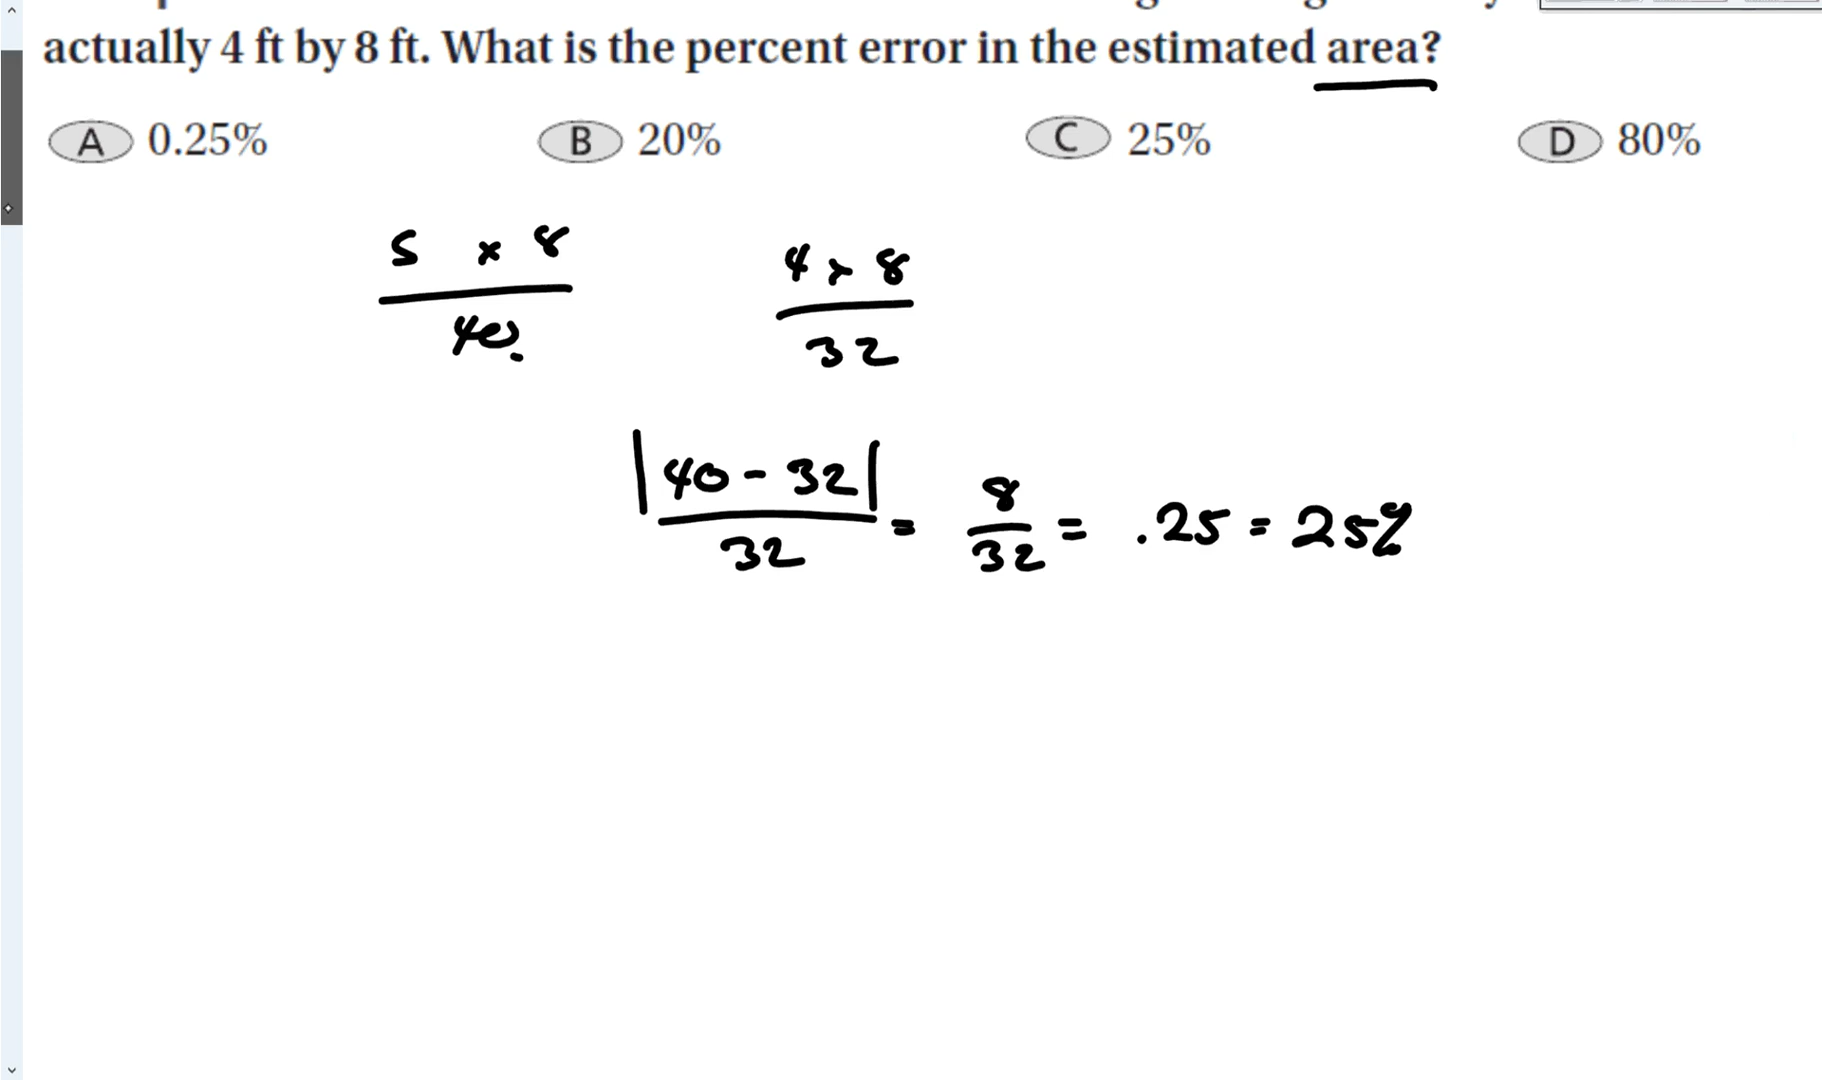 actually 4 ft by 8 ft. What is the percent error in the estimated area?
A 0.25% B 20% C 25% D 80%
5 x 8 4 x 8
40. 32
|40 - 32| / 32 = 8/32 = .25 = 25%